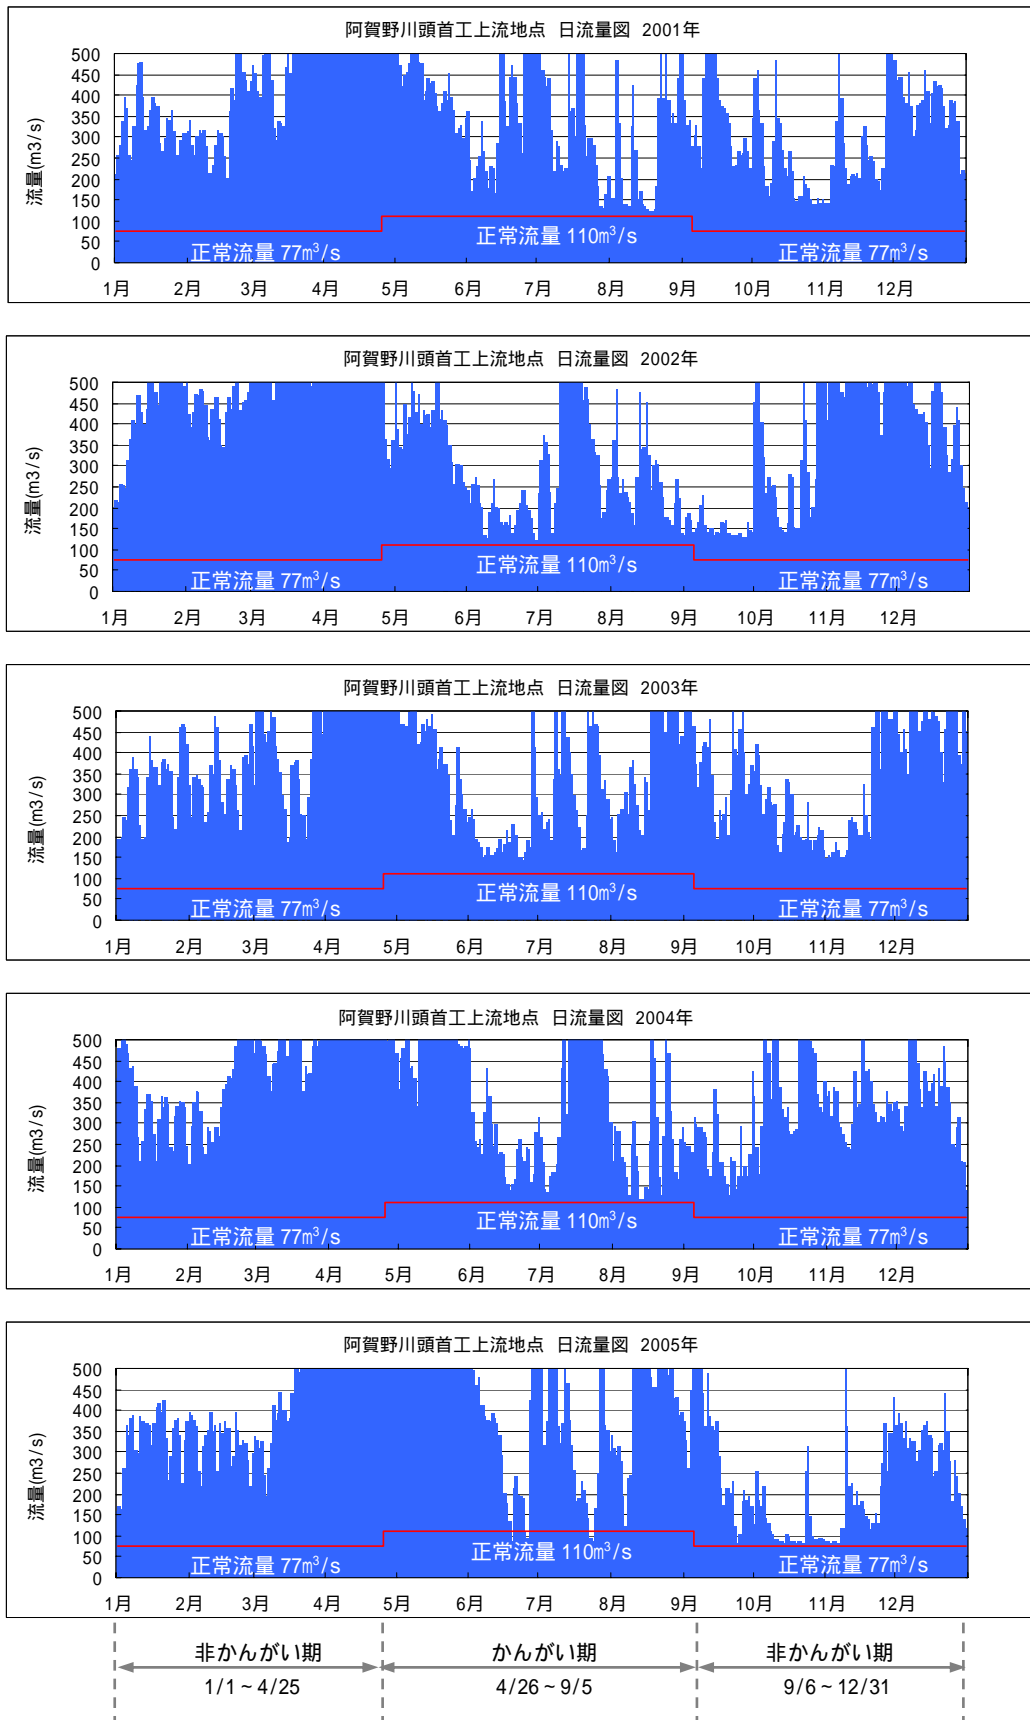 阿賀野川頭首工上流地点 日流量図 2001年
流量(m3/s)
500
450
400
350
300
250
200
150
100
50
0
正常流量 77m³/s
正常流量 110m³/s
正常流量 77m³/s
1月 2月 3月 4月 5月 6月 7月 8月 9月 10月 11月 12月
阿賀野川頭首工上流地点 日流量図 2002年
流量(m3/s)
500
450
400
350
300
250
200
150
100
50
0
正常流量 77m³/s
正常流量 110m³/s
正常流量 77m³/s
1月 2月 3月 4月 5月 6月 7月 8月 9月 10月 11月 12月
阿賀野川頭首工上流地点 日流量図 2003年
流量(m3/s)
500
450
400
350
300
250
200
150
100
50
0
正常流量 77m³/s
正常流量 110m³/s
正常流量 77m³/s
1月 2月 3月 4月 5月 6月 7月 8月 9月 10月 11月 12月
阿賀野川頭首工上流地点 日流量図 2004年
流量(m3/s)
500
450
400
350
300
250
200
150
100
50
0
正常流量 77m³/s
正常流量 110m³/s
正常流量 77m³/s
1月 2月 3月 4月 5月 6月 7月 8月 9月 10月 11月 12月
阿賀野川頭首工上流地点 日流量図 2005年
流量(m3/s)
500
450
400
350
300
250
200
150
100
50
0
正常流量 77m³/s
正常流量 110m³/s
正常流量 77m³/s
1月 2月 3月 4月 5月 6月 7月 8月 9月 10月 11月 12月
非かんがい期 かんがい期 非かんがい期
1/1～4/25 4/26～9/5 9/6～12/31